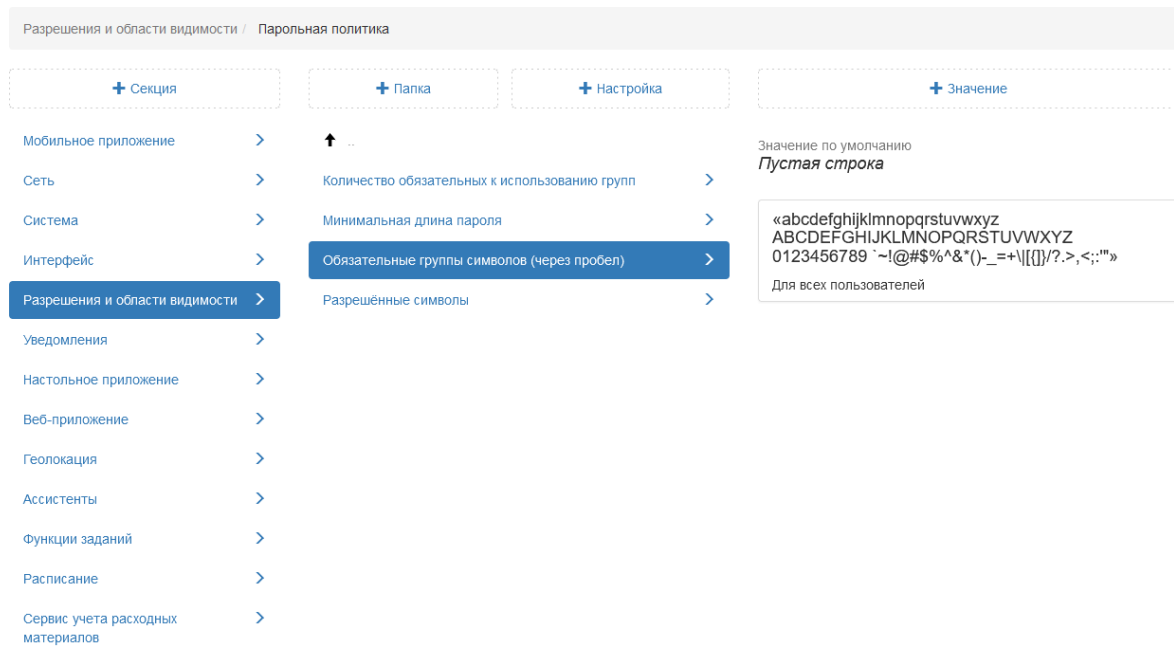 Разрешения и области видимости / Парольная политика
+ Секция
+ Папка
+ Настройка
+ Значение
Мобильное приложение
Сеть
Система
Интерфейс
Разрешения и области видимости
Уведомления
Настольное приложение
Веб-приложение
Геолокация
Ассистенты
Функции заданий
Расписание
Сервис учета расходных
материалов
..
Количество обязательных к использованию групп
Минимальная длина пароля
Обязательные группы символов (через пробел)
Разрешённые символы
Значение по умолчанию
Пустая строка
«abcdefghijklmnopqrstuvwxyz
ABCDEFGHIJKLMNOPQRSTUVWXYZ
0123456789 `~!@#$%^&*()-_=+\|[{]}/?.>,<;:'"»
Для всех пользователей